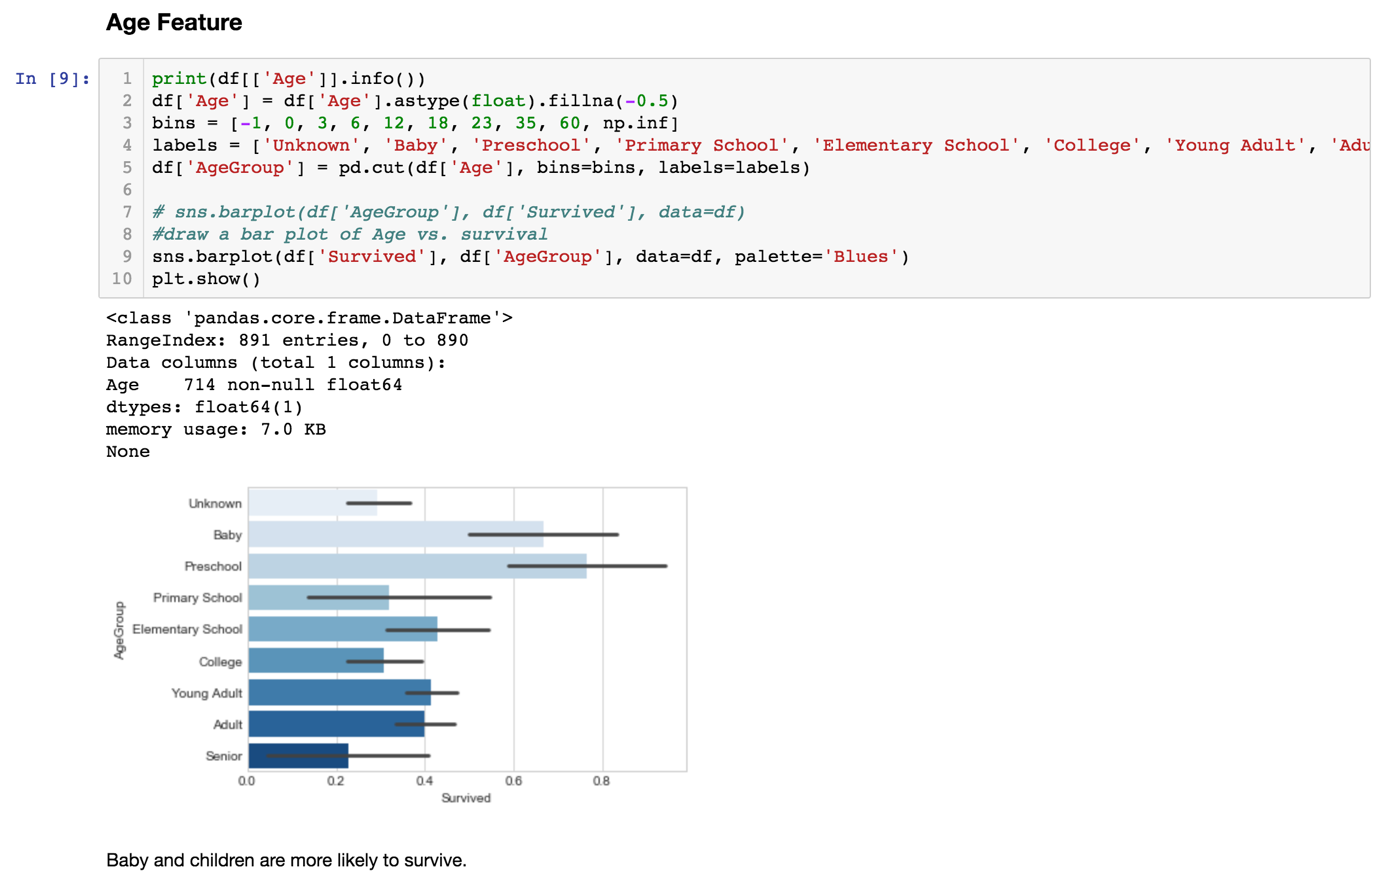 Age Feature
In [9]:
1 print(df[['Age']].info())
2 df['Age'] = df['Age'].astype(float).fillna(-0.5)
3 bins = [-1, 0, 3, 6, 12, 18, 23, 35, 60, np.inf]
4 labels = ['Unknown', 'Baby', 'Preschool', 'Primary School', 'Elementary School', 'College', 'Young Adult', 'Adu
5 df['AgeGroup'] = pd.cut(df['Age'], bins=bins, labels=labels)
6
7 # sns.barplot(df['AgeGroup'], df['Survived'], data=df)
8 #draw a bar plot of Age vs. survival
9 sns.barplot(df['Survived'], df['AgeGroup'], data=df, palette='Blues')
10 plt.show()
<class 'pandas.core.frame.DataFrame'>
RangeIndex: 891 entries, 0 to 890
Data columns (total 1 columns):
Age    714 non-null float64
dtypes: float64(1)
memory usage: 7.0 KB
None
AgeGroup
Unknown
Baby
Preschool
Primary School
Elementary School
College
Young Adult
Adult
Senior
0.0 0.2 0.4 0.6 0.8
Survived
Baby and children are more likely to survive.